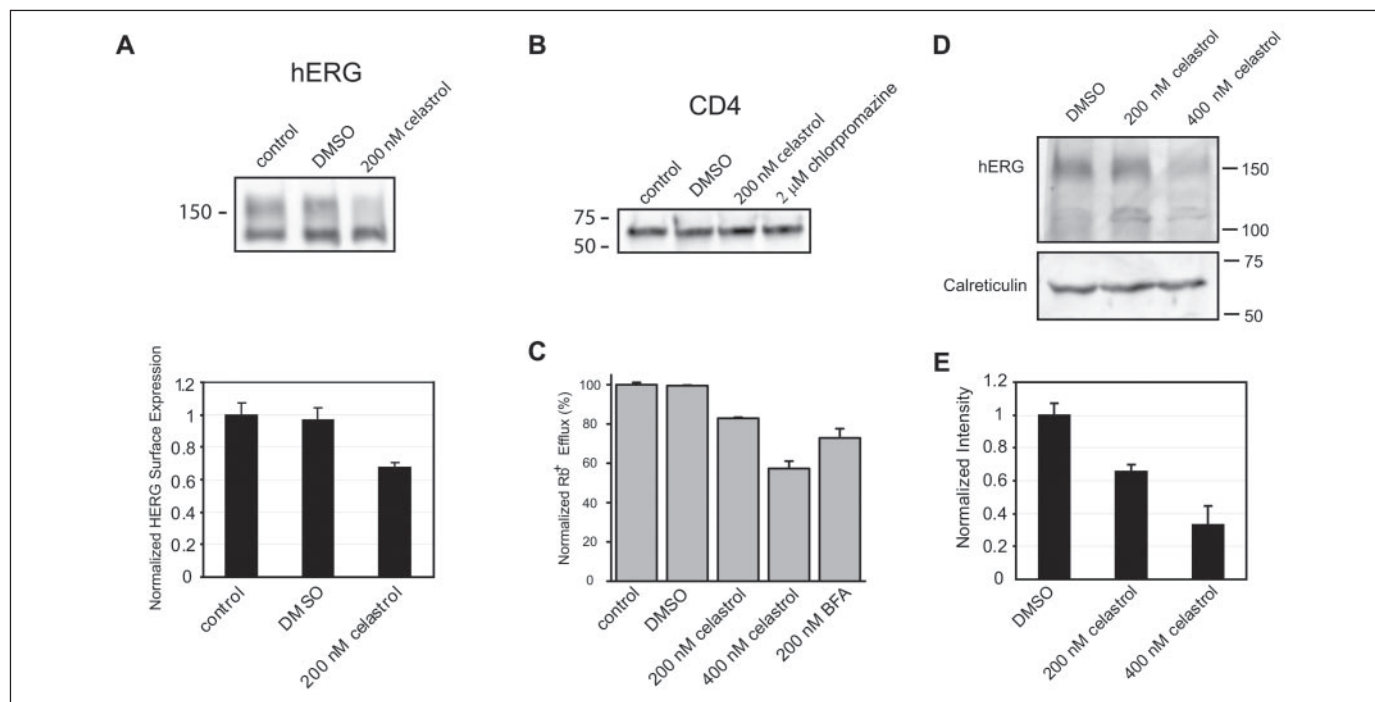 A
hERG
control
DMSO
200 nM celastrol
150 -
Normalized HERG Surface Expression
1.2
1
0.8
0.6
0.4
0.2
0
control
DMSO
200 nM celastrol
B
CD4
control
DMSO
200 nM celastrol
2 μM chlorpromazine
75 -
50 -
C
Normalized Rb+ Efflux (%)
100
80
60
40
20
0
control
DMSO
200 nM celastrol
400 nM celastrol
200 nM BFA
D
DMSO
200 nM celastrol
400 nM celastrol
hERG
— 150
— 100
Calreticulin
— 75
— 50
E
Normalized Intensity
1.2
1
0.8
0.6
0.4
0.2
0
DMSO
200 nM celastrol
400 nM celastrol